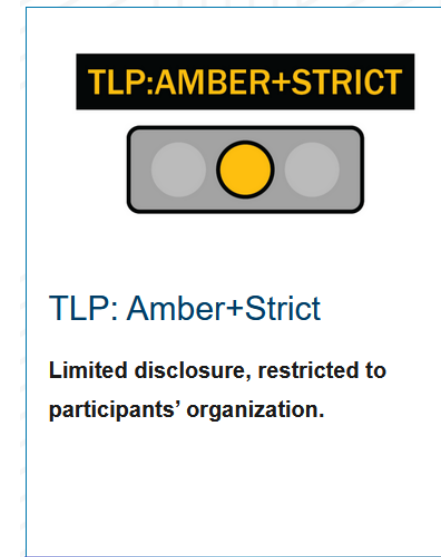 TLP:AMBER+STRICT
TLP: Amber+Strict
Limited disclosure, restricted to
participants’ organization.